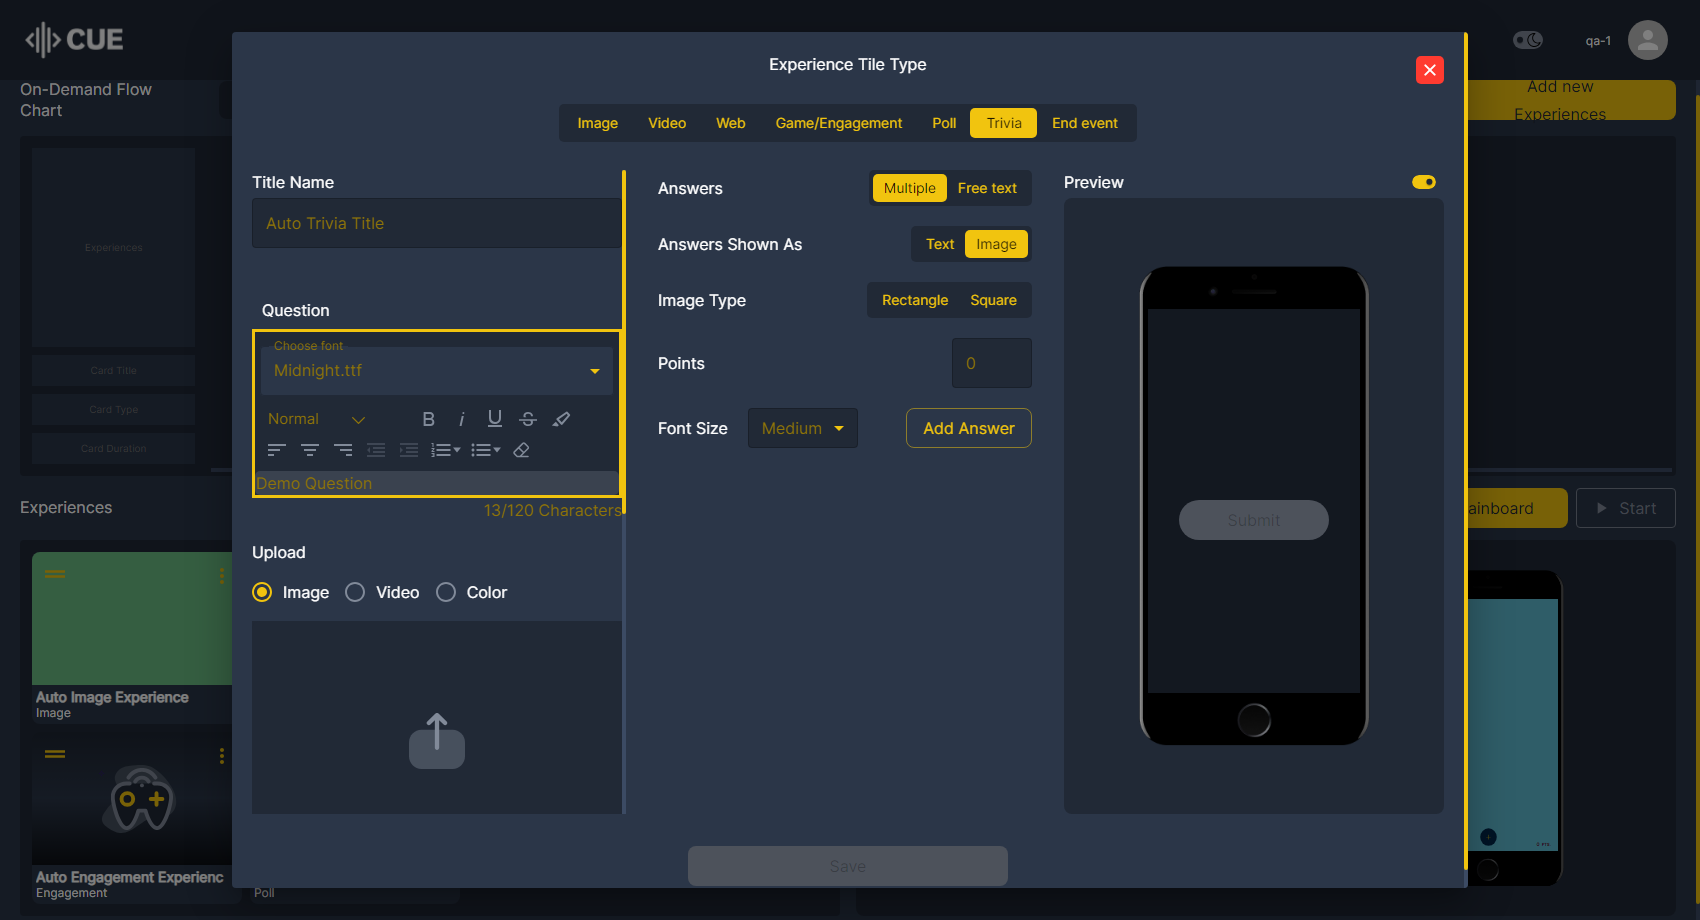 CUE
qa-1
On-Demand Flow
Chart
Add new
Experiences
Experiences
Card Title
Card Type
Card Duration
Experiences
ainboard
Start
Auto Image Experience
Image
Auto Engagement Experienc
Engagement
Poll
Experience Tile Type
Image
Video
Web
Game/Engagement
Poll
Trivia
End event
Title Name
Auto Trivia Title
Question
Choose font
Midnight.ttf
Normal
B i U S
Demo Question
13/120 Characters
Upload
Image
Video
Color
Answers
Multiple
Free text
Answers Shown As
Text
Image
Image Type
Rectangle
Square
Points
0
Font Size
Medium
Add Answer
Preview
Submit
Save